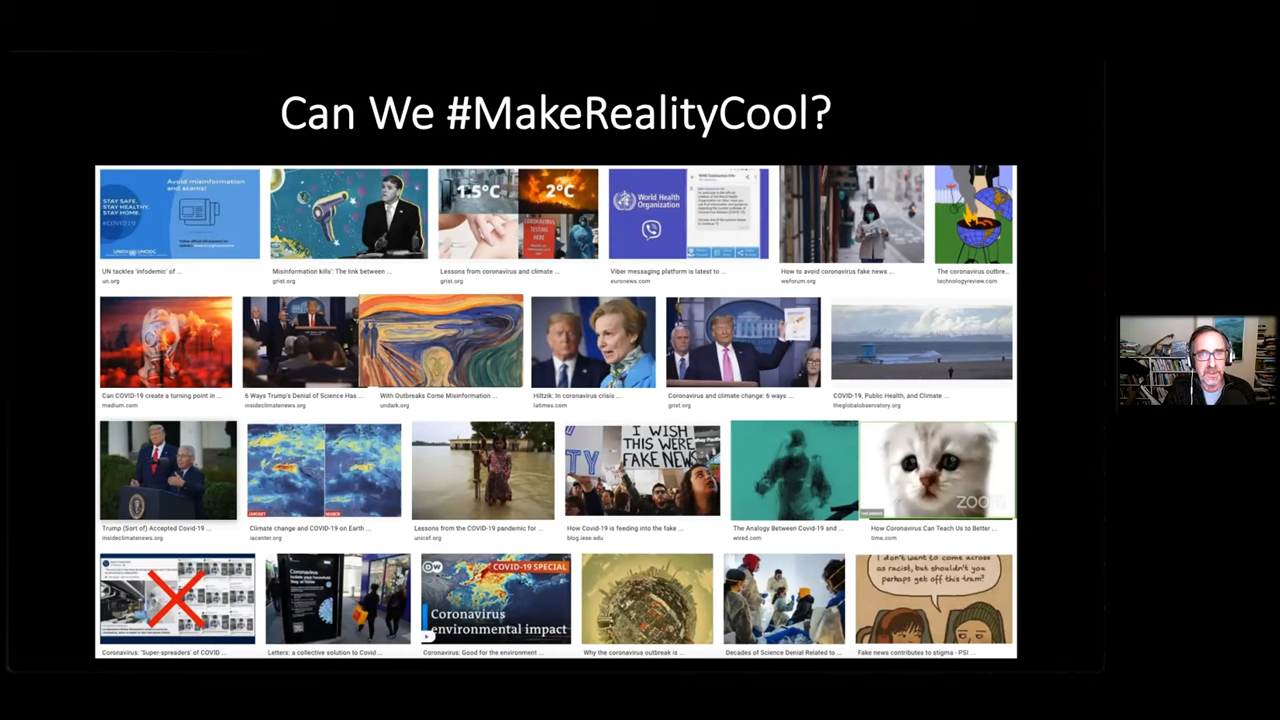 Can We #MakeRealityCool?
Avoid misinformation
and scams!
STAY SAFE.
STAY HEALTHY,
STAY HOME.
#COVID19
1.5°C
2°C
CORONAVIRUS
TESTING
HERE
World Health
Organization
UN tackles 'infodemic' of ...
un.org
Misinformation kills': The link between ...
grist.org
Lessons from coronavirus and climate ...
grist.org
Viber messaging platform is latest to ...
euronews.com
How to avoid coronavirus fake news ...
weforum.org
The coronavirus outbre...
technologyreview.com
Can COVID-19 create a turning point in ...
medium.com
6 Ways Trump's Denial of Science Has ...
insideclimatenews.org
With Outbreaks Come Misinformation ...
undark.org
Hiltzik: In coronavirus crisis ...
latimes.com
Coronavirus and climate change: 6 ways ...
grist.org
COVID-19, Public Health, and Climate ...
theglobalobservatory.org
I WISH
THIS WERE
FAKE NEWS
TY
ZOOM
Trump (Sort of) Accepted Covid-19 ...
insideclimatenews.org
Climate change and COVID-19 on Earth ...
iacenter.org
Lessons from the COVID-19 pandemic for ...
unicef.org
How Covid-19 is feeding into the fake ...
blog.iese.edu
The Analogy Between Covid-19 and ...
wired.com
How Coronavirus Can Teach Us to Better ...
time.com
DW
COVID-19 SPECIAL
Coronavirus
environmental impact
I don't want to come across
as racist, but shouldn't you
perhaps get off this tram?
Coronavirus: 'Super-spreaders' of COVID ...
Letters: a collective solution to Covid ...
Coronavirus: Good for the environment ...
Why the coronavirus outbreak is ...
Decades of Science Denial Related to ...
Fake news contributes to stigma - PSI ...